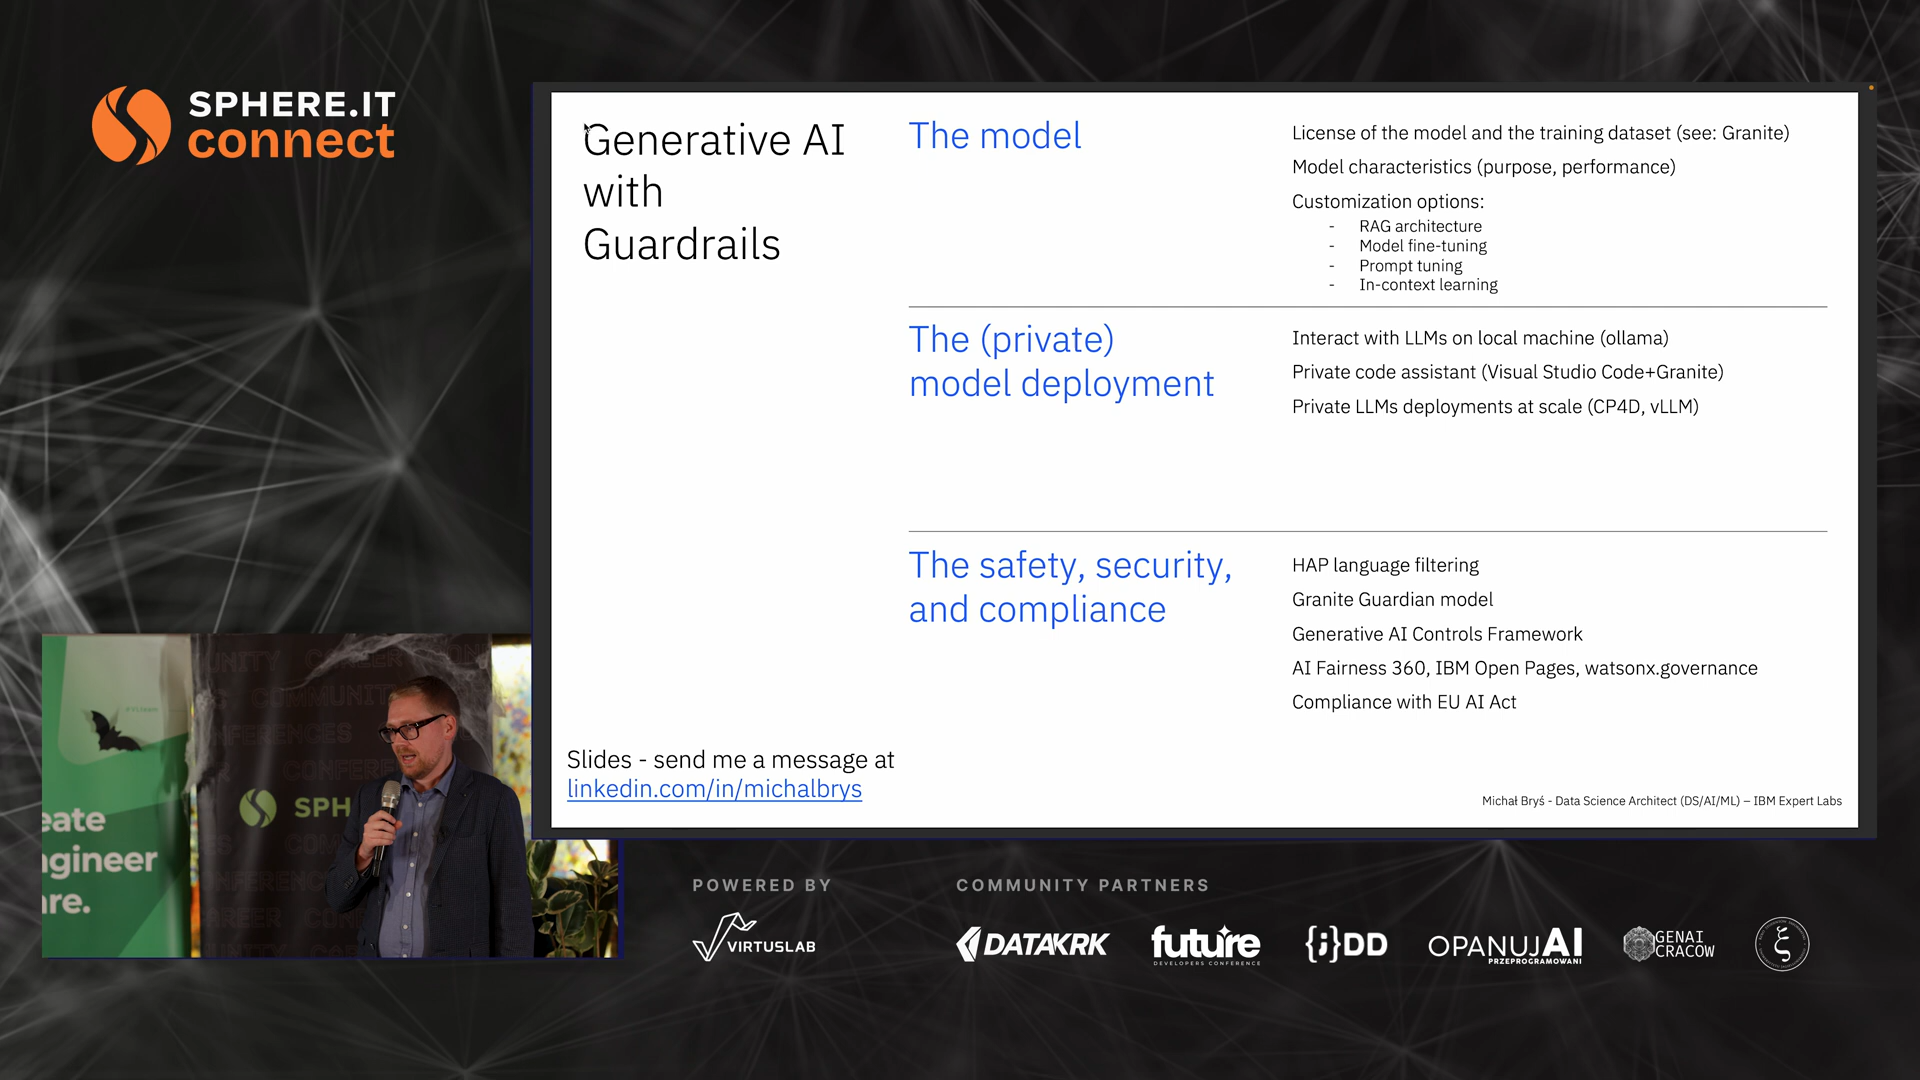 SPHERE.IT
connect
Generative AI
with
Guardrails
The model
License of the model and the training dataset (see: Granite)
Model characteristics (purpose, performance)
Customization options:
- RAG architecture
- Model fine-tuning
- Prompt tuning
- In-context learning
The (private)
model deployment
Interact with LLMs on local machine (ollama)
Private code assistant (Visual Studio Code+Granite)
Private LLMs deployments at scale (CP4D, vLLM)
The safety, security,
and compliance
HAP language filtering
Granite Guardian model
Generative AI Controls Framework
AI Fairness 360, IBM Open Pages, watsonx.governance
Compliance with EU AI Act
Slides - send me a message at
linkedin.com/in/michalbrys
Michał Bryś - Data Science Architect (DS/AI/ML) – IBM Expert Labs
eate
gineer
re.
SPH
POWERED BY
VIRTUSLAB
COMMUNITY PARTNERS
DATAKRK
future
DEVELOPERS CONFERENCE
{j}DD
OPANUJAI
PRZEPROGRAMOWANI
GENAI
CRACOW